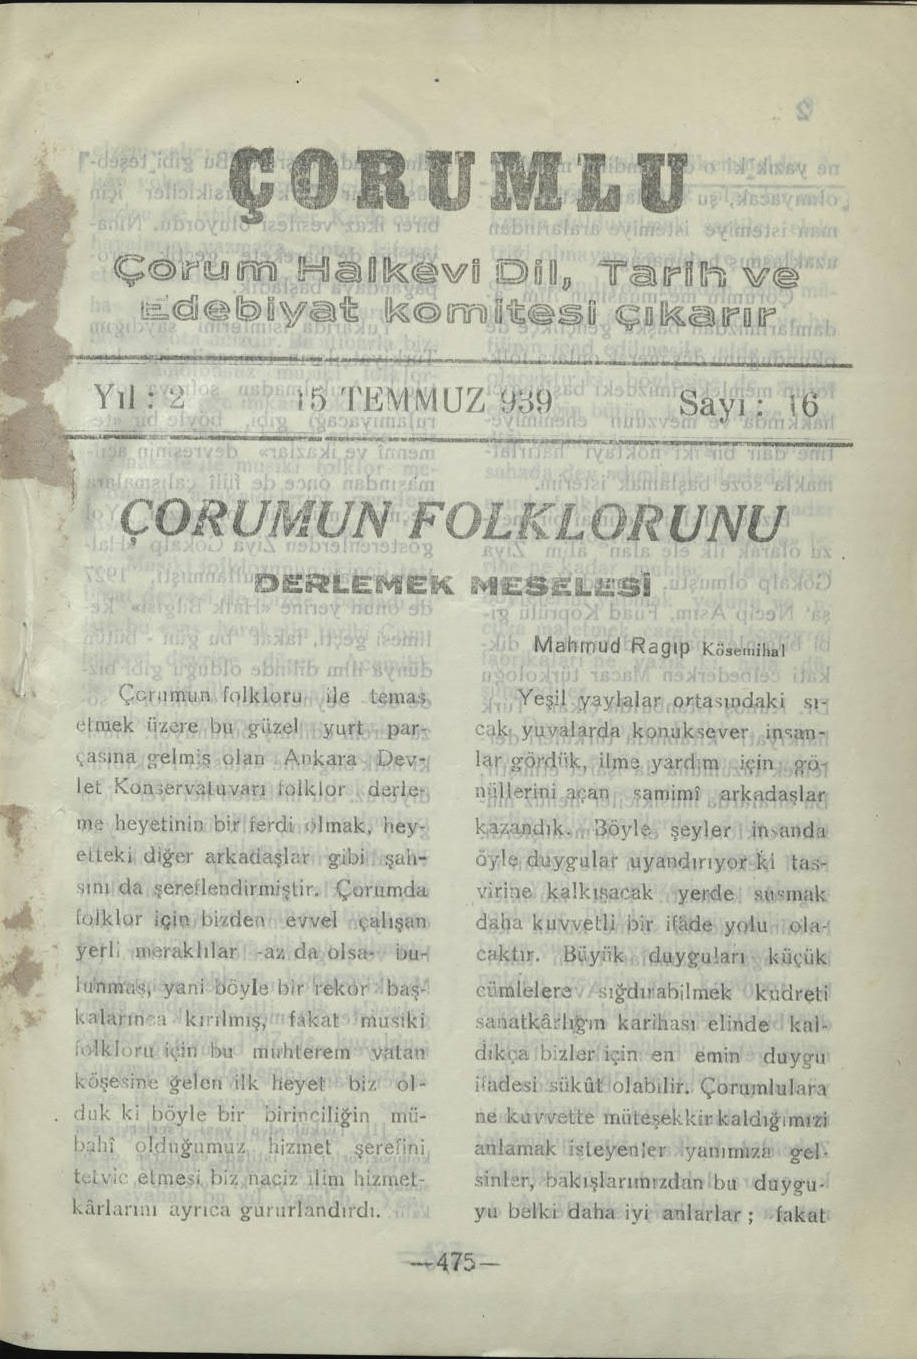 ÇORUMLU
Çorum Halkevi Dil, Tarih ve
Edebiyat komitesi çıkarır
Yıl : 2 15 TEMMUZ 939 Sayı : 16
ÇORUMUN FOLKLORUNU
DERLEMEK MESELESİ
Mahmud Ragıp Kösemihal
Çorumun folkloru ile temas
etmek üzere bu güzel yurt par-
çasına gelmiş olan Ankara Dev-
let Konservatuvarı folklor derle-
me heyetinin bir ferdi olmak, hey-
etteki diğer arkadaşlar gibi şah-
sını da şereflendirmiştir. Çorumda
folklor için bizden evvel çalışan
yerli meraklılar -az da olsa- bu-
lunmuş, yani böyle bir rekor baş-
kalarınca kırılmış, fakat musiki
folkloru için bu muhterem vatan
köşesine gelen ilk heyet biz ol-
duk ki böyle bir birinciliğin mü-
bahî olduğumuz hizmet şerefini
tetvic etmesi biz naçiz ilim hizmet-
kârlarını ayrıca gururlandırdı.
Yeşil yaylalar ortasındaki sı-
cak yuvalarda konuksever insan-
lar gördük, ilme yardım için gö-
nüllerini açan samimî arkadaşlar
kazandık. Böyle şeyler insanda
öyle duygular uyandırıyor ki tas-
virine kalkışacak yerde susmak
daha kuvvetli bir ifade yolu ola-
caktır. Büyük duyguları küçük
cümlelere sığdırabilmek kudreti
sanatkârlığın karihası elinde kal-
dıkça bizler için en emin duygu
ifadesi sükût olabilir. Çorumlulara
ne kuvvette müteşekkir kaldığımızı
anlamak isteyenler yanımıza gel-
sinler, bakışlarımızdan bu duygu-
yu belki daha iyi anlarlar ; fakat
—475—